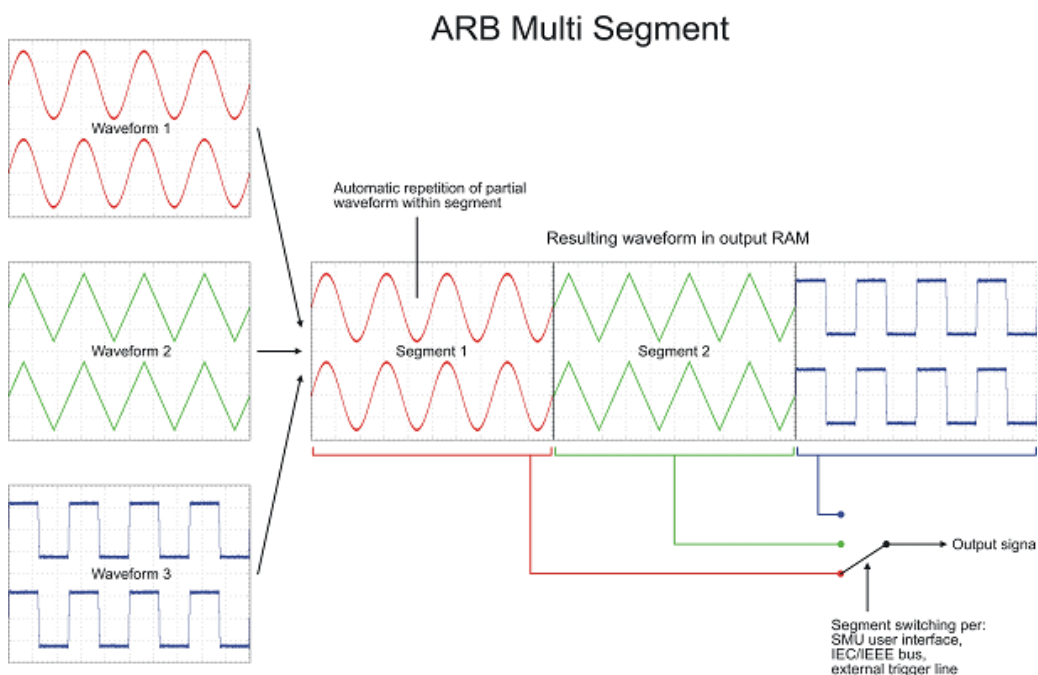 ARB Multi Segment
Waveform 1
Automatic repetition of partial
waveform within segment
Resulting waveform in output RAM
Waveform 2
Segment 1
Segment 2
Waveform 3
Output signa
Segment switching per:
SMU user interface,
IEC/IEEE bus,
external trigger line